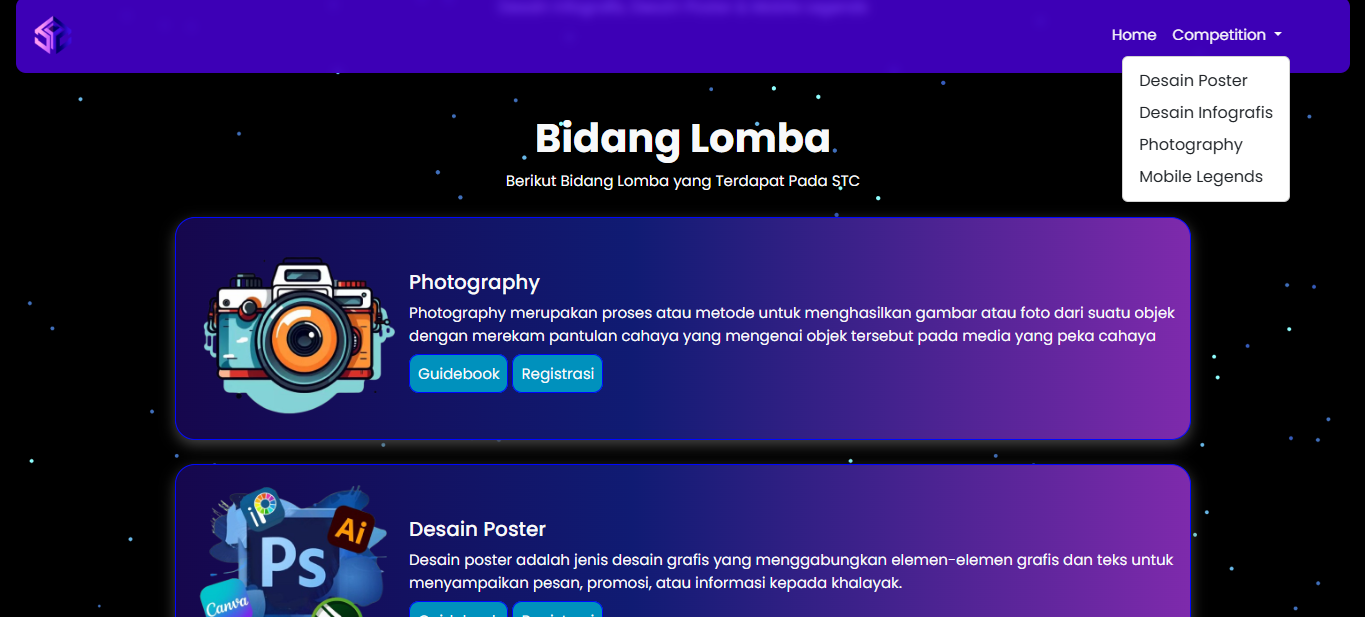 Home Competition
Desain Poster
Desain Infografis
Photography
Mobile Legends
Bidang Lomba
Berikut Bidang Lomba yang Terdapat Pada STC
Photography
Photography merupakan proses atau metode untuk menghasilkan gambar atau foto dari suatu objek
dengan merekam pantulan cahaya yang mengenai objek tersebut pada media yang peka cahaya
Guidebook Registrasi
iP
Ai
Ps
Canva
Desain Poster
Desain poster adalah jenis desain grafis yang menggabungkan elemen-elemen grafis dan teks untuk
menyampaikan pesan, promosi, atau informasi kepada khalayak.